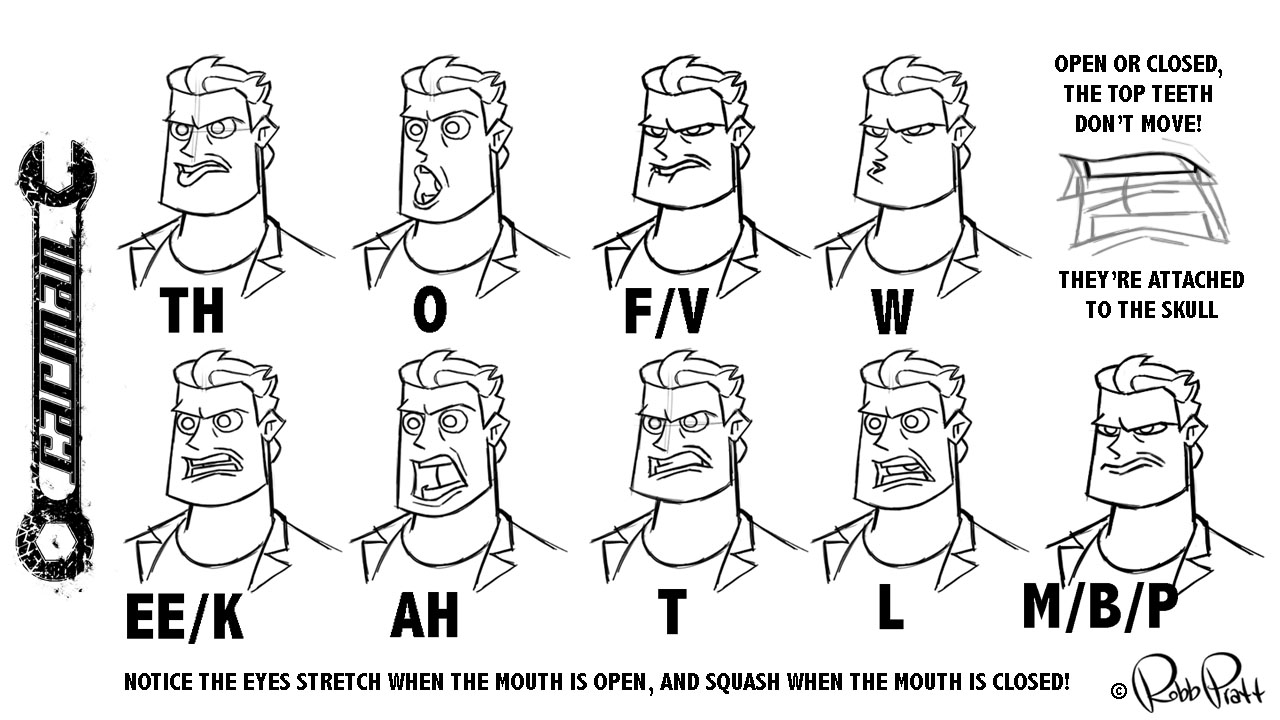 CARMAN
OPEN OR CLOSED,
THE TOP TEETH
DON'T MOVE!
THEY'RE ATTACHED
TO THE SKULL
TH
O
F/V
W
EE/K
AH
T
L
M/B/P
NOTICE THE EYES STRETCH WHEN THE MOUTH IS OPEN, AND SQUASH WHEN THE MOUTH IS CLOSED!
© Robb Pratt